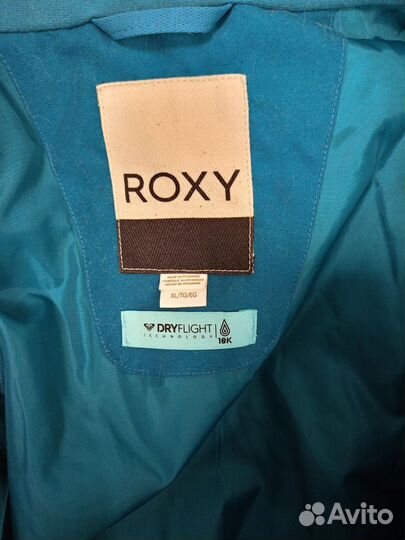 ROXY
XL/TG/EG
DRYFLIGHT
TECHNOLOGY
10K
Avito